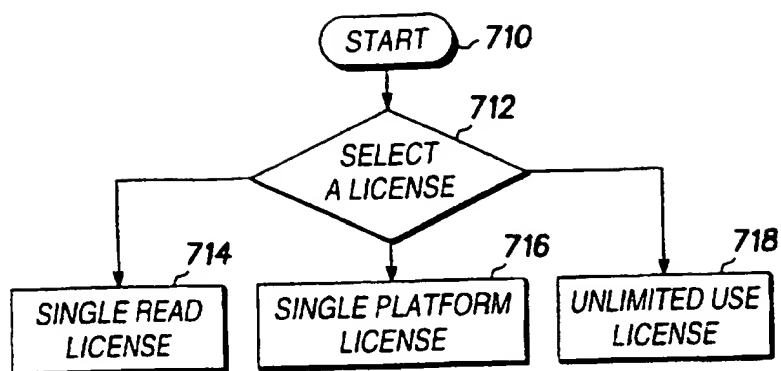 START
710
712
SELECT
A LICENSE
714
716
718
SINGLE READ
LICENSE
SINGLE PLATFORM
LICENSE
UNLIMITED USE
LICENSE